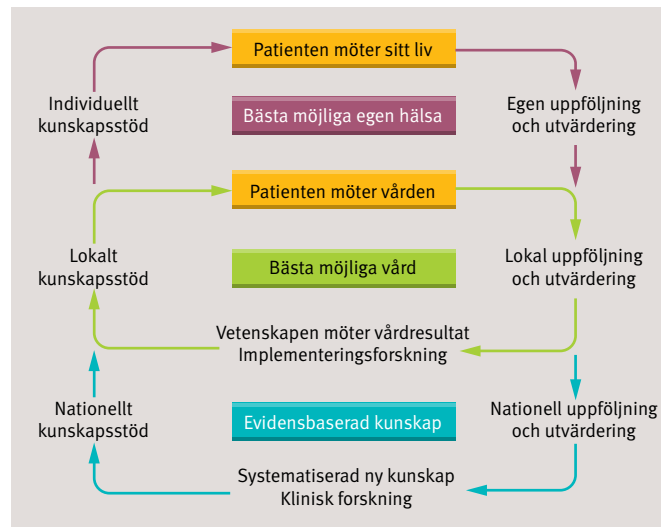 Patienten möter sitt liv
Individuellt
kunskapsstöd
Bästa möjliga egen hälsa
Egen uppföljning
och utvärdering
Patienten möter vården
Lokalt
kunskapsstöd
Bästa möjliga vård
Lokal uppföljning
och utvärdering
Vetenskapen möter vårdresultat
Implementeringsforskning
Nationellt
kunskapsstöd
Evidensbaserad kunskap
Nationell uppföljning
och utvärdering
Systematiserad ny kunskap
Klinisk forskning